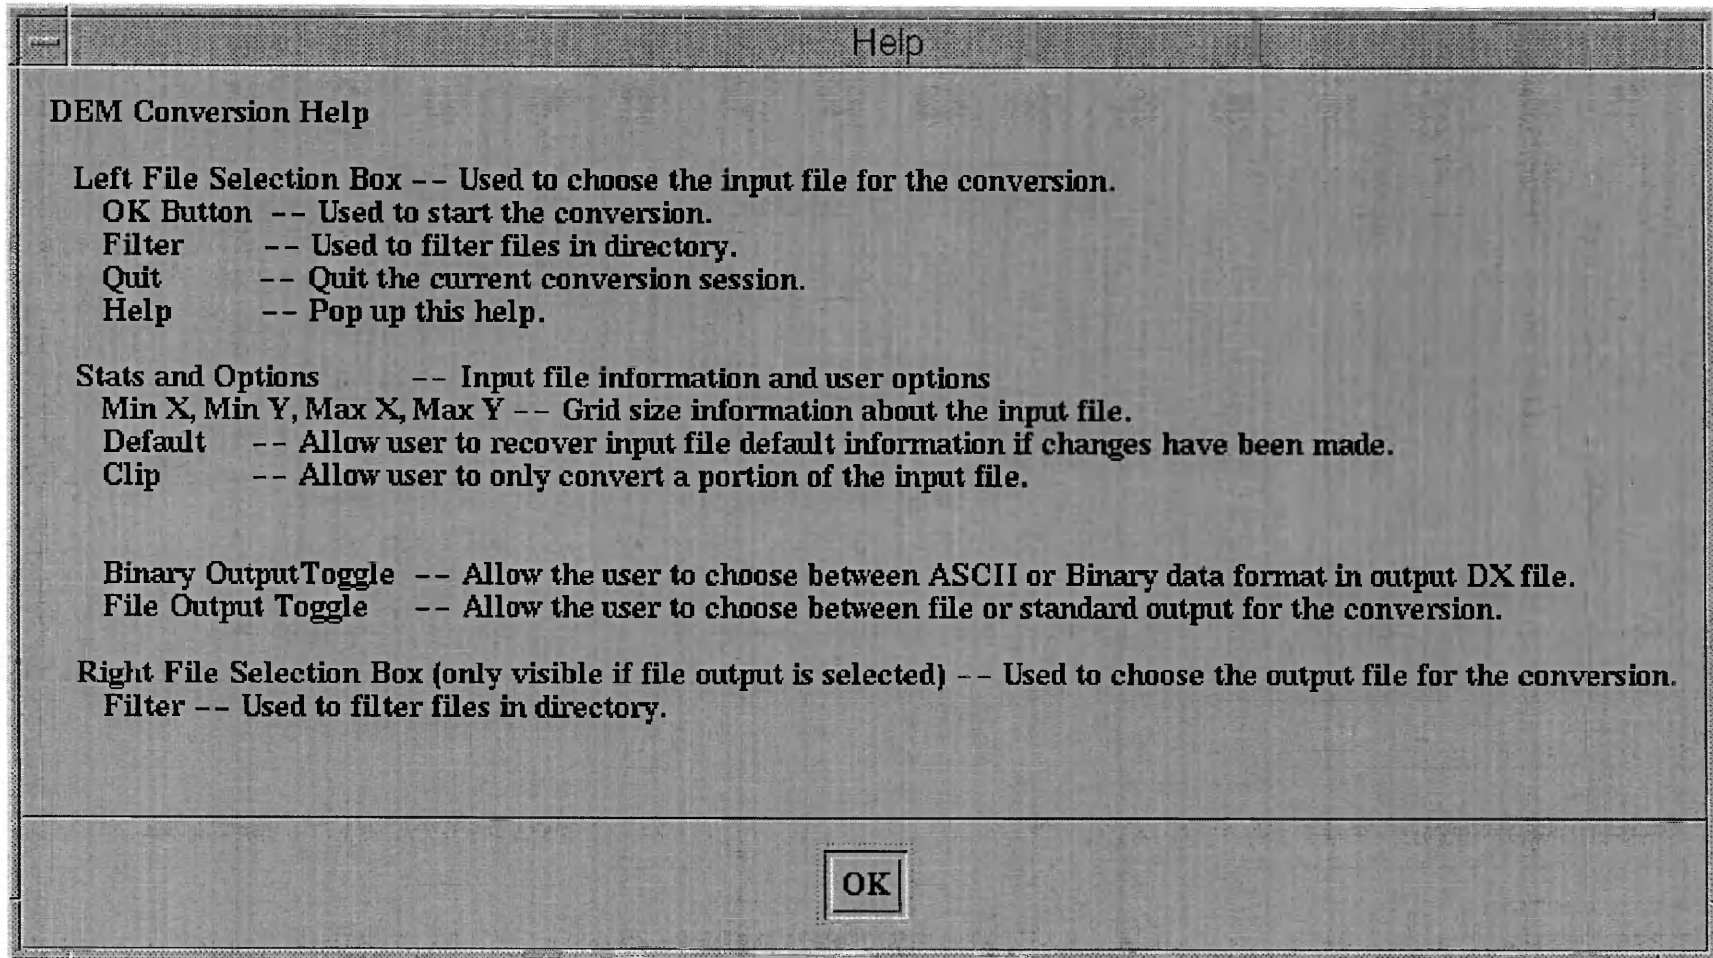 Help
DEM Conversion Help
Left File Selection Box -- Used to choose the input file for the conversion.
OK Button -- Used to start the conversion.
Filter -- Used to filter files in directory.
Quit -- Quit the current conversion session.
Help -- Pop up this help.
Stats and Options -- Input file information and user options
Min X, Min Y, Max X, Max Y -- Grid size information about the input file.
Default -- Allow user to recover input file default information if changes have been made.
Clip -- Allow user to only convert a portion of the input file.
Binary OutputToggle -- Allow the user to choose between ASCII or Binary data format in output DX file.
File Output Toggle -- Allow the user to choose between file or standard output for the conversion.
Right File Selection Box (only visible if file output is selected) -- Used to choose the output file for the conversion.
Filter -- Used to filter files in directory.
OK